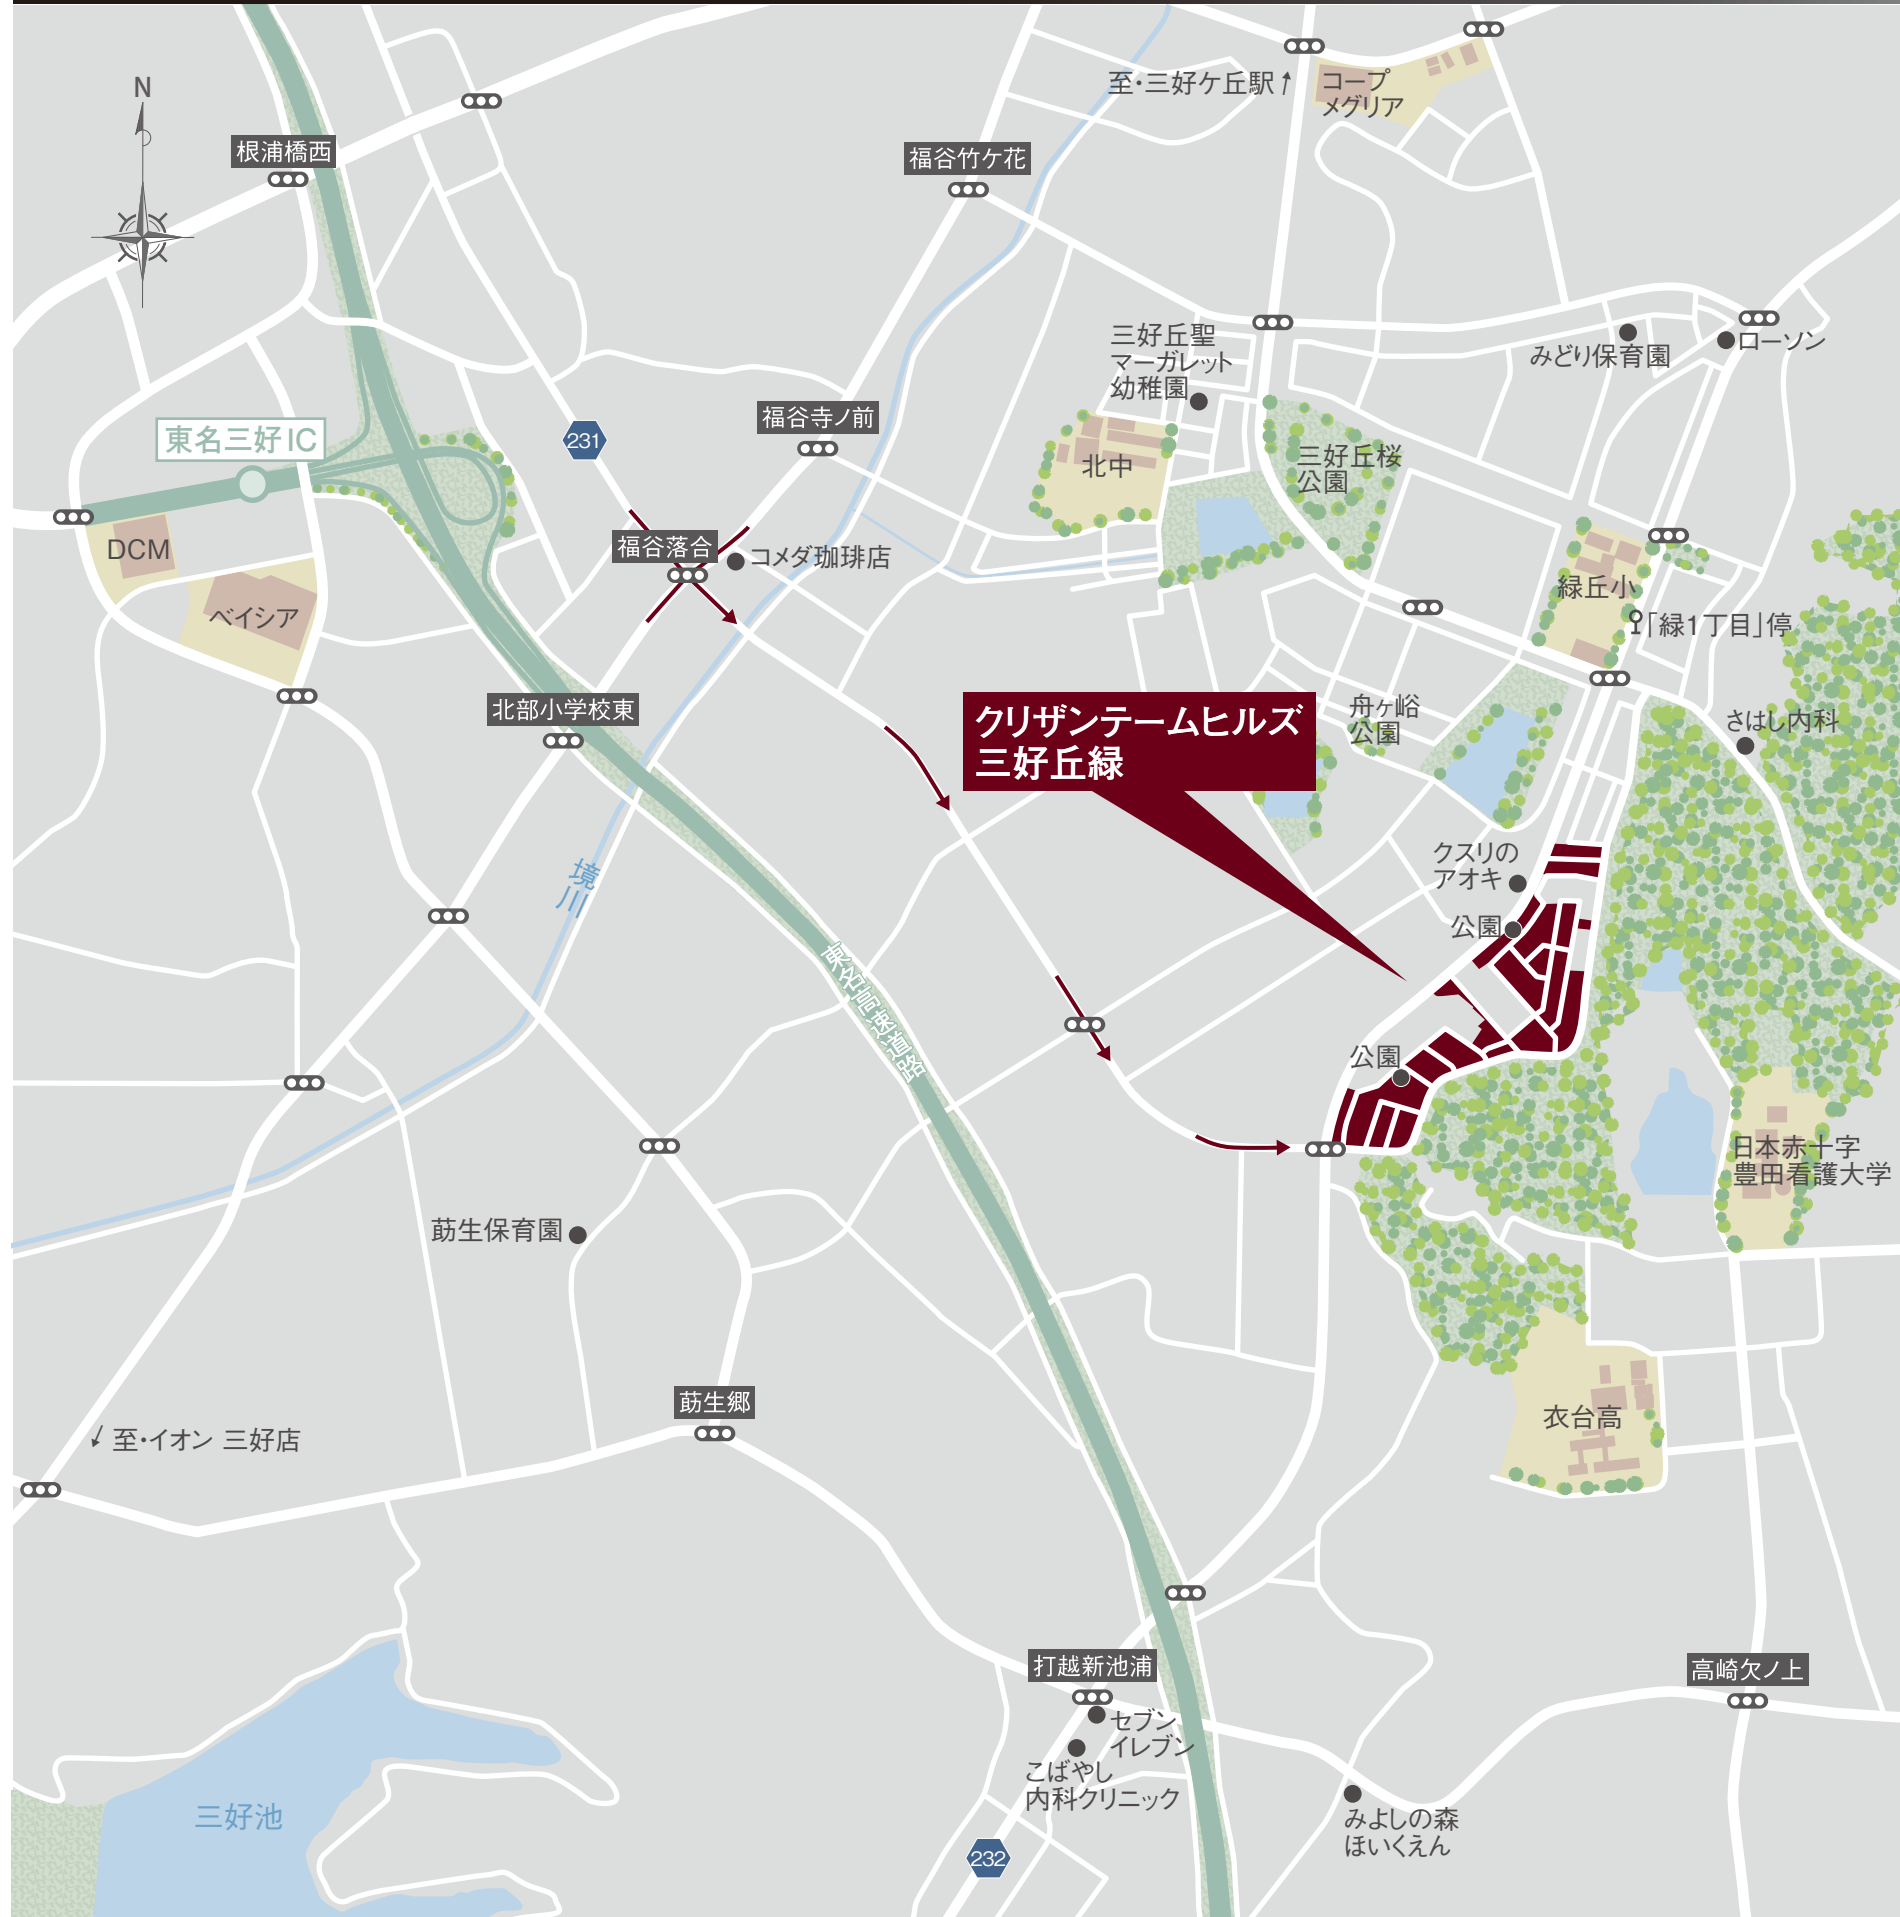 N
至・三好ケ丘駅
コープ
メグリア
根浦橋西
福谷竹ケ花
三好丘聖
マーガレット
幼稚園
みどり保育園
ローソン
東名三好IC
231
福谷寺ノ前
三好丘桜
公園
北中
DCM
福谷落合
コメダ珈琲店
ベイシア
緑丘小
「緑1丁目」停
北部小学校東
クリザンテームヒルズ
三好丘緑
舟ヶ峪
公園
さはし内科
境川
クスリの
アオキ
公園
東名高速道路
公園
日本赤十字
豊田看護大学
莇生保育園
莇生郷
衣台高
至・イオン 三好店
打越新池浦
高崎欠ノ上
セブン
イレブン
こばやし
内科クリニック
三好池
みよしの森
ほいくえん
232